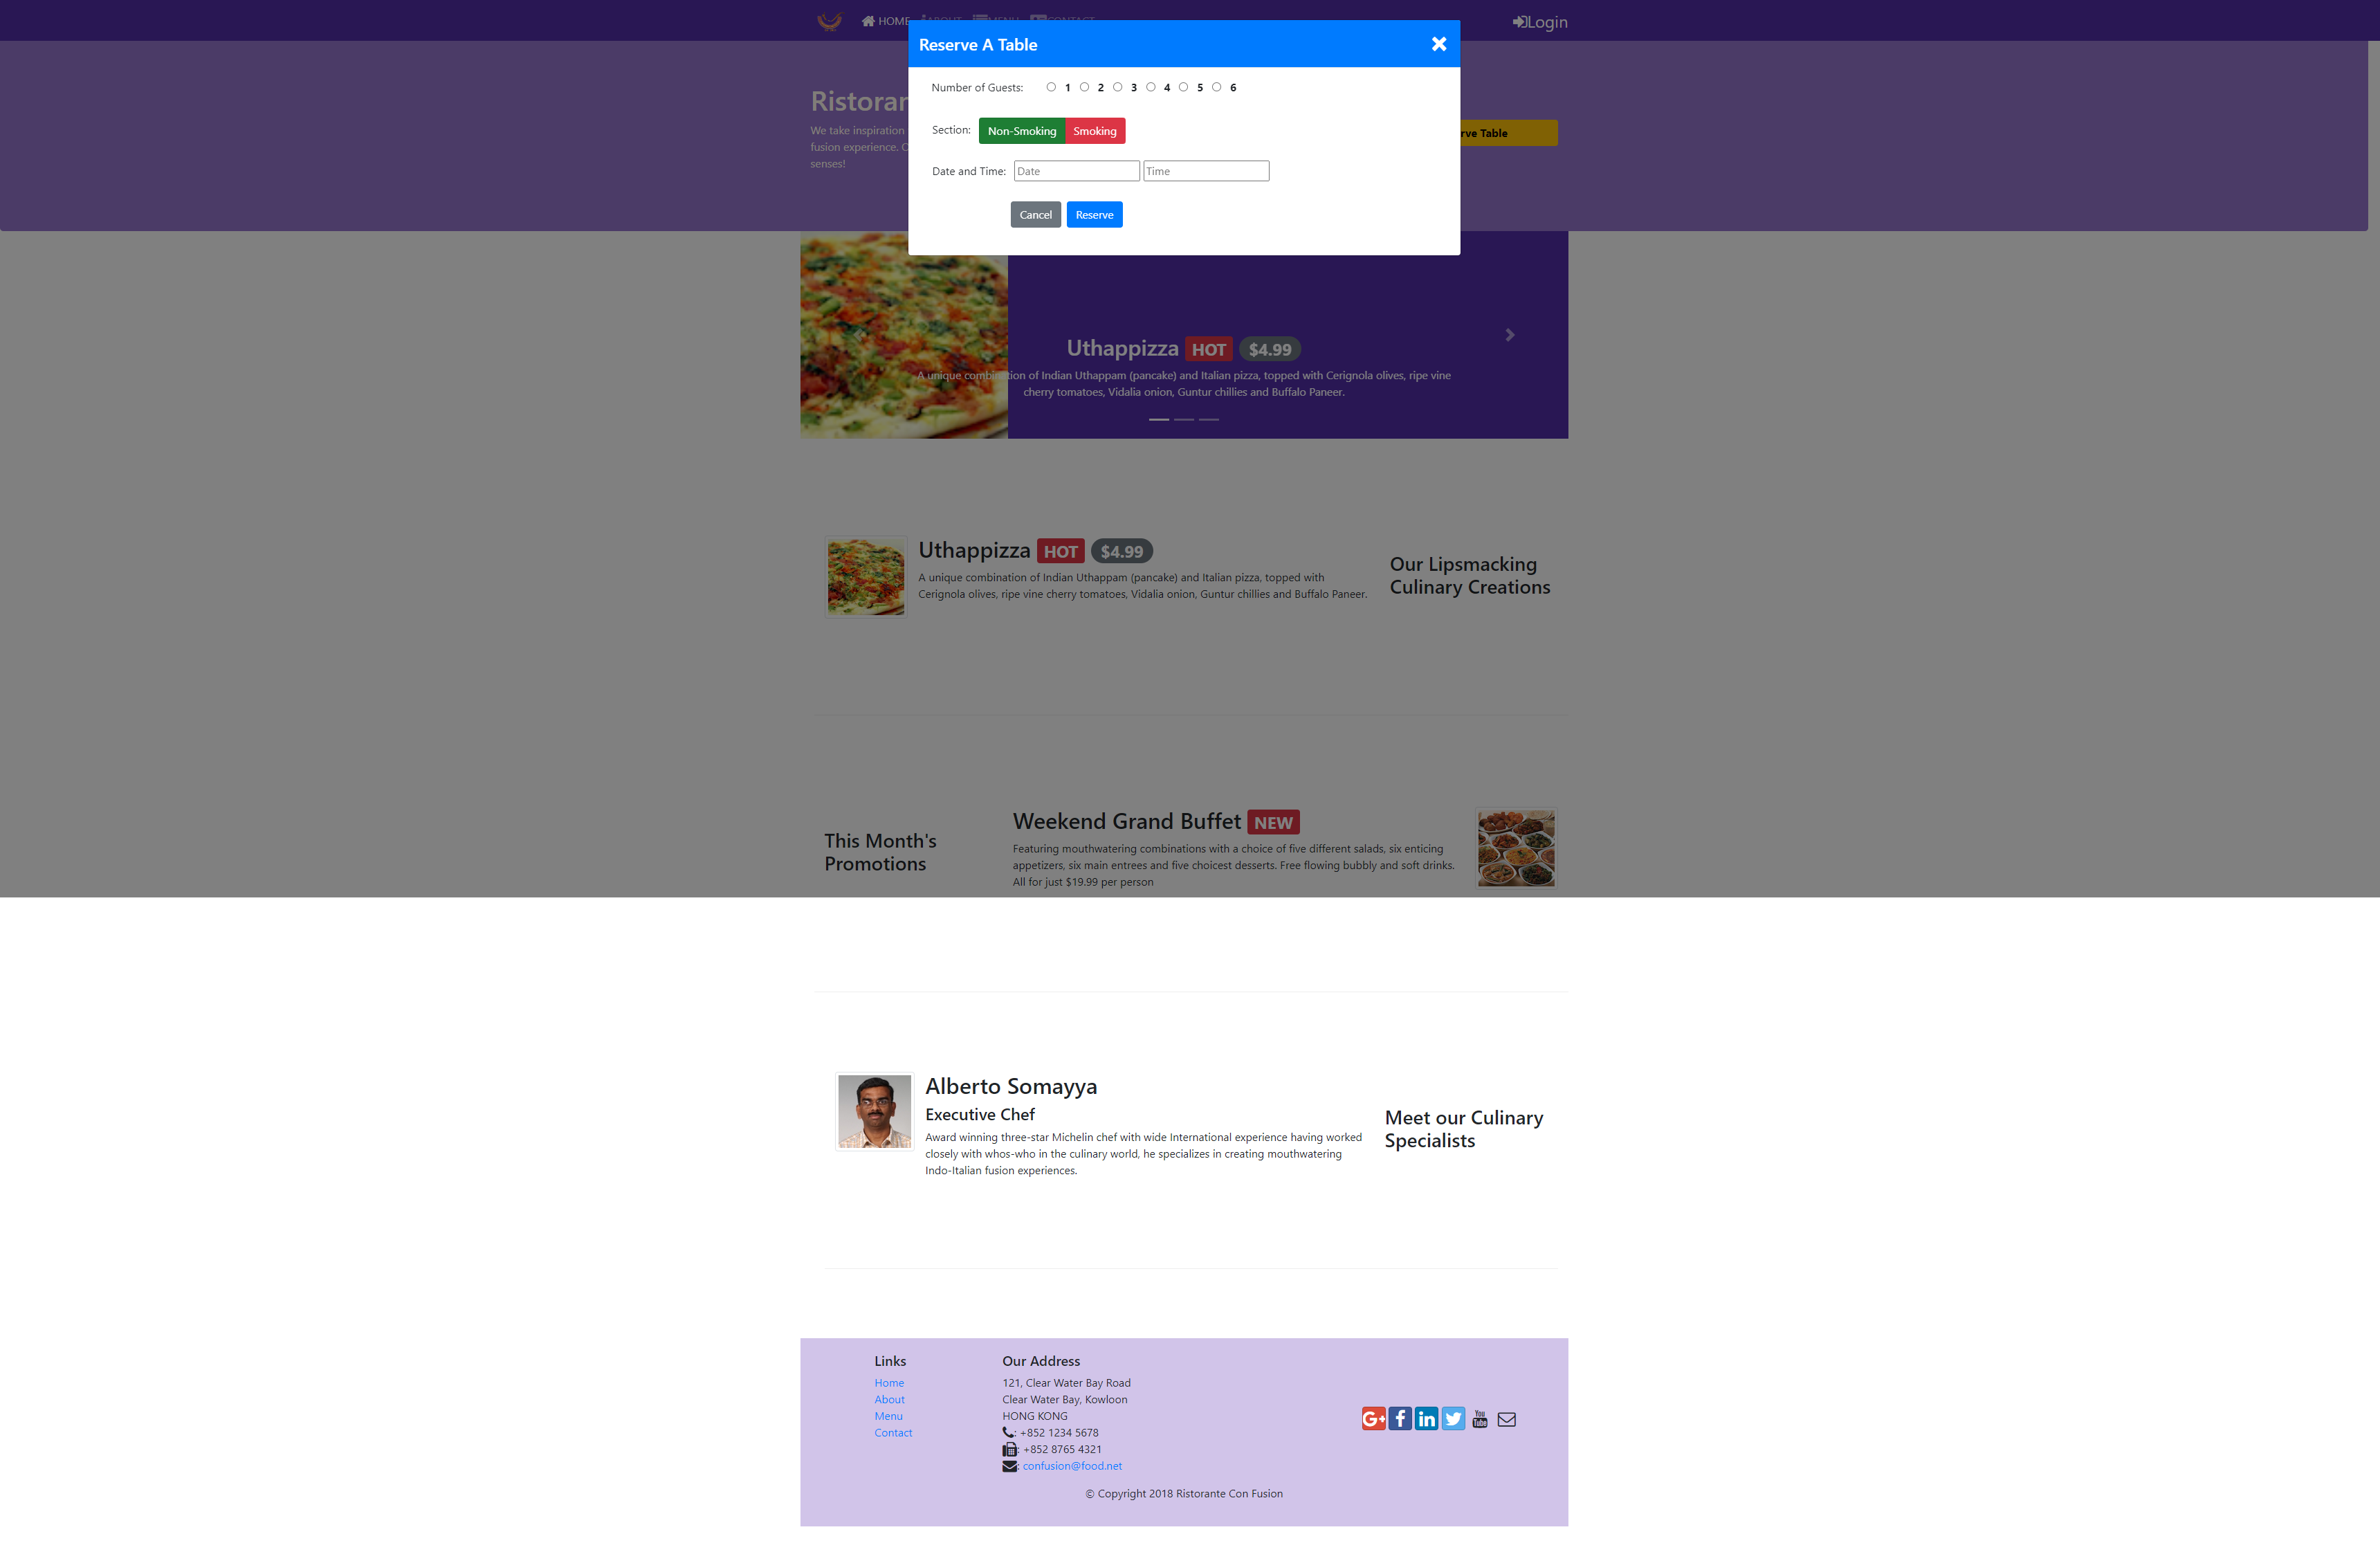 HOME ABOUT MENU CONTACT
Login
Reserve A Table
Number of Guests: 1 2 3 4 5 6
Section: Non-Smoking Smoking
Date and Time: Date Time
Cancel Reserve
We take inspiration
fusion experience.
senses!
Table
Uthappizza HOT $4.99
A unique combination of Indian Uthappam (pancake) and Italian pizza, topped with Cerignola olives, ripe vine
cherry tomatoes, Vidalia onion, Guntur chillies and Buffalo Paneer.
Uthappizza HOT $4.99
A unique combination of Indian Uthappam (pancake) and Italian pizza, topped with
Cerignola olives, ripe vine cherry tomatoes, Vidalia onion, Guntur chillies and Buffalo Paneer.
Our Lipsmacking
Culinary Creations
This Month's
Promotions
Weekend Grand Buffet NEW
Featuring mouthwatering combinations with a choice of five different salads, six enticing
appetizers, six main entrees and five choicest desserts. Free flowing bubbly and soft drinks.
All for just $19.99 per person
Alberto Somayya
Executive Chef
Award winning three-star Michelin chef with wide International experience having worked
closely with whos-who in the culinary world, he specializes in creating mouthwatering
Indo-Italian fusion experiences.
Meet our Culinary
Specialists
Links
Home
About
Menu
Contact
Our Address
121, Clear Water Bay Road
Clear Water Bay, Kowloon
HONG KONG
: +852 1234 5678
: +852 8765 4321
: confusion@food.net
You
Tube
© Copyright 2018 Ristorante Con Fusion